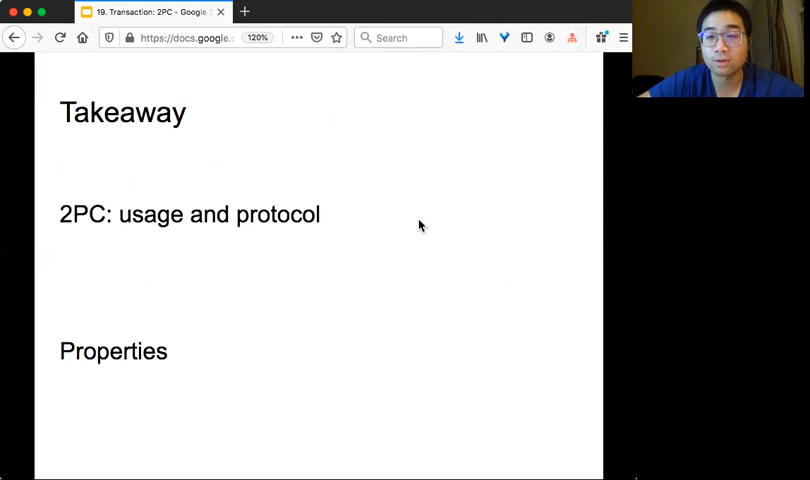 19. Transaction: 2PC - Google
https://docs.google.c
120%
Search
Takeaway
2PC: usage and protocol
Properties